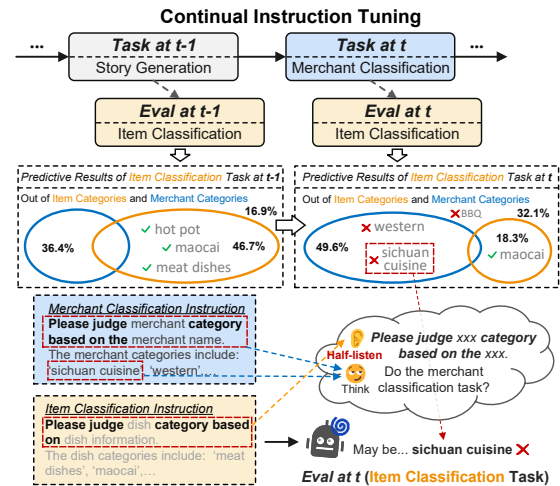 Continual Instruction Tuning
...
Task at t-1
Story Generation
Task at t
Merchant Classification
...
Eval at t-1
Item Classification
Eval at t
Item Classification
Predictive Results of Item Classification Task at t-1
Out of Item Categories and Merchant Categories
16.9%
36.4%
hot pot
maocai
meat dishes
46.7%
Predictive Results of Item Classification Task at t
Out of Item Categories and Merchant Categories
32.1%
BBQ
western
49.6%
sichuan
cuisine
18.3%
maocai
Merchant Classification Instruction
Please judge merchant category
based on the merchant name.
The merchant categories include:
'sichuan cuisine', 'western',...
Item Classification Instruction
Please judge dish category based
on dish information.
The dish categories include: 'meat
dishes', 'maocai',...
Half-listen
Think
Please judge xxx category
based on the xxx.
Do the merchant
classification task?
May be... sichuan cuisine
Eval at t (Item Classification Task)